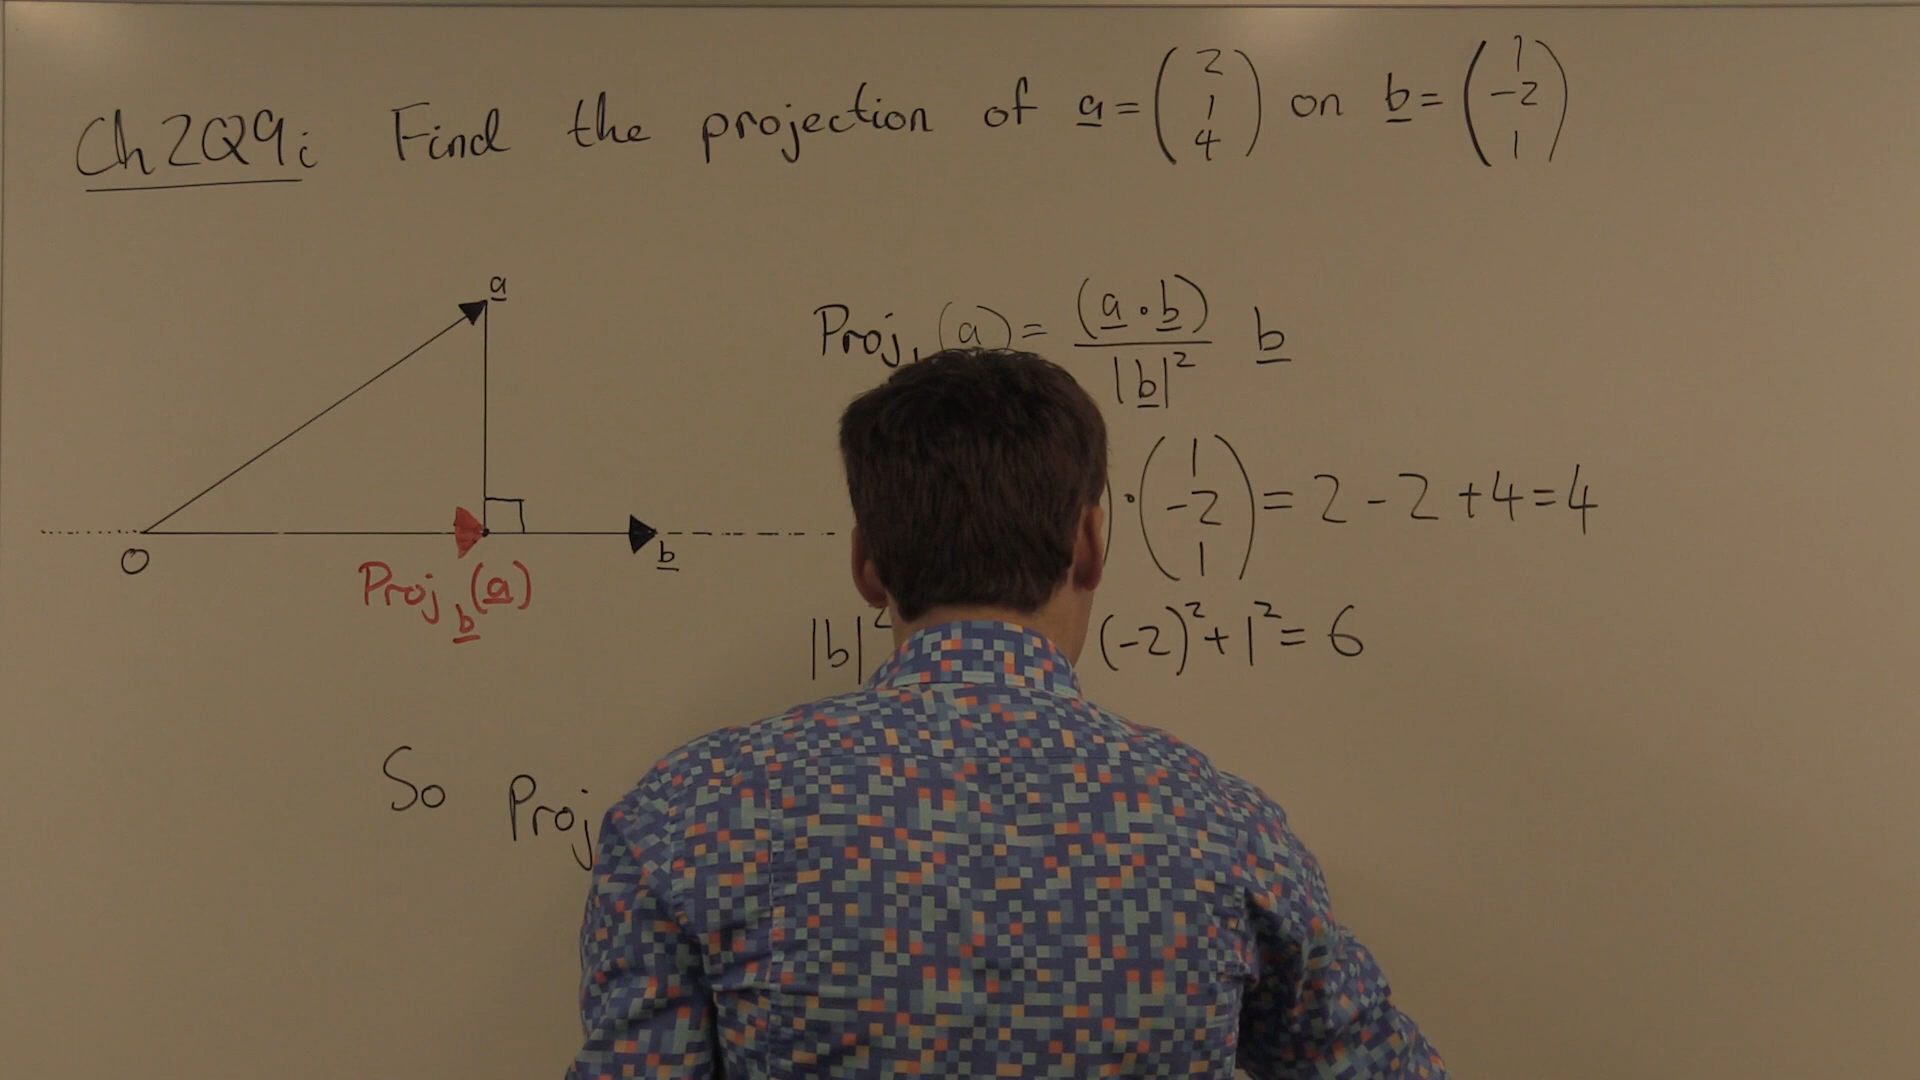 Ch2Q9i Find the projection of a = (2 1 4) on b = (1 -2 1)
a
Proj (a) = (a · b) / |b|² b
· (1 -2 1) = 2 - 2 + 4 = 4
O
b
Proj b (a)
|b|² (-2)² + 1² = 6
So Proj